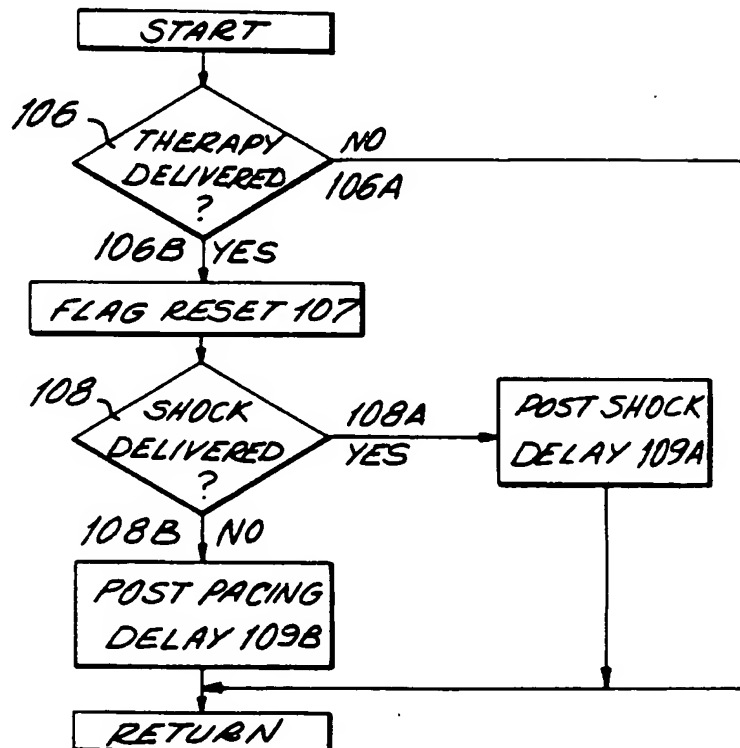 START
106
THERAPY
DELIVERED
?
NO
106A
106B YES
FLAG RESET 107
108
SHOCK
DELIVERED
?
108A
YES
POST SHOCK
DELAY 109A
108B NO
POST PACING
DELAY 109B
RETURN